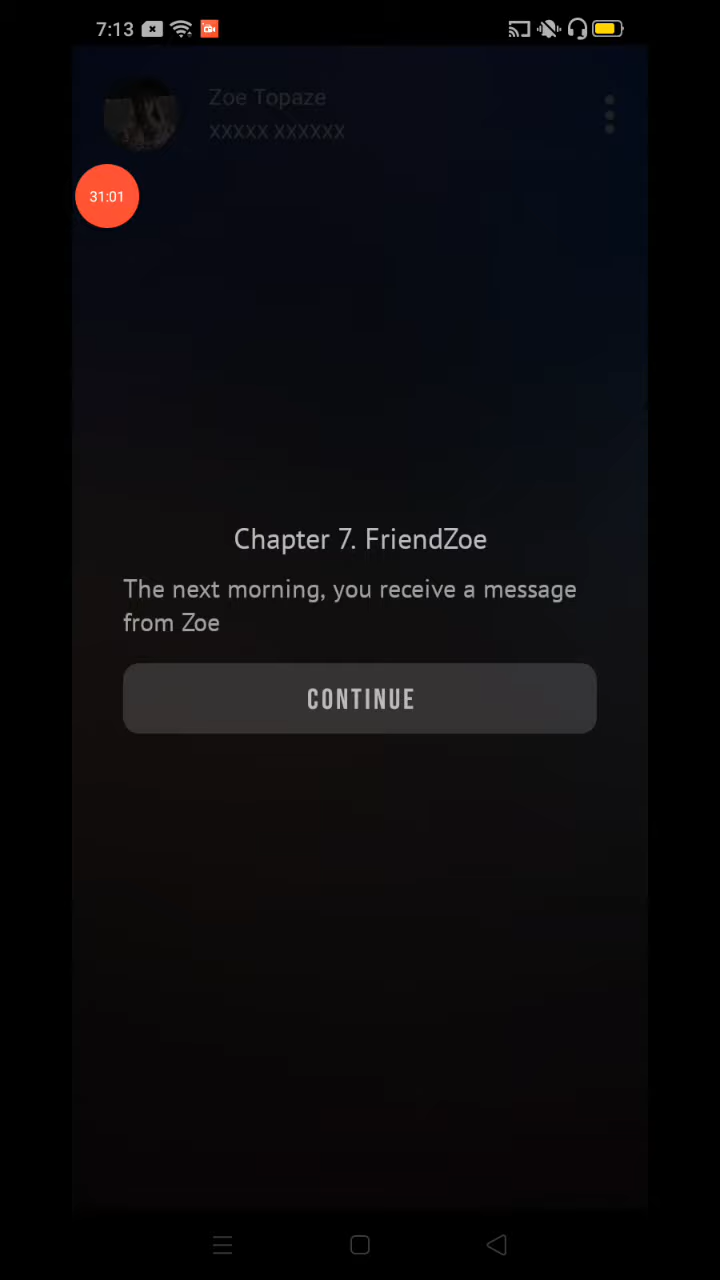 7:13
Zoe Topaze
XXXXX XXXXXX
31:01
Chapter 7. FriendZoe
The next morning, you receive a message
from Zoe
CONTINUE